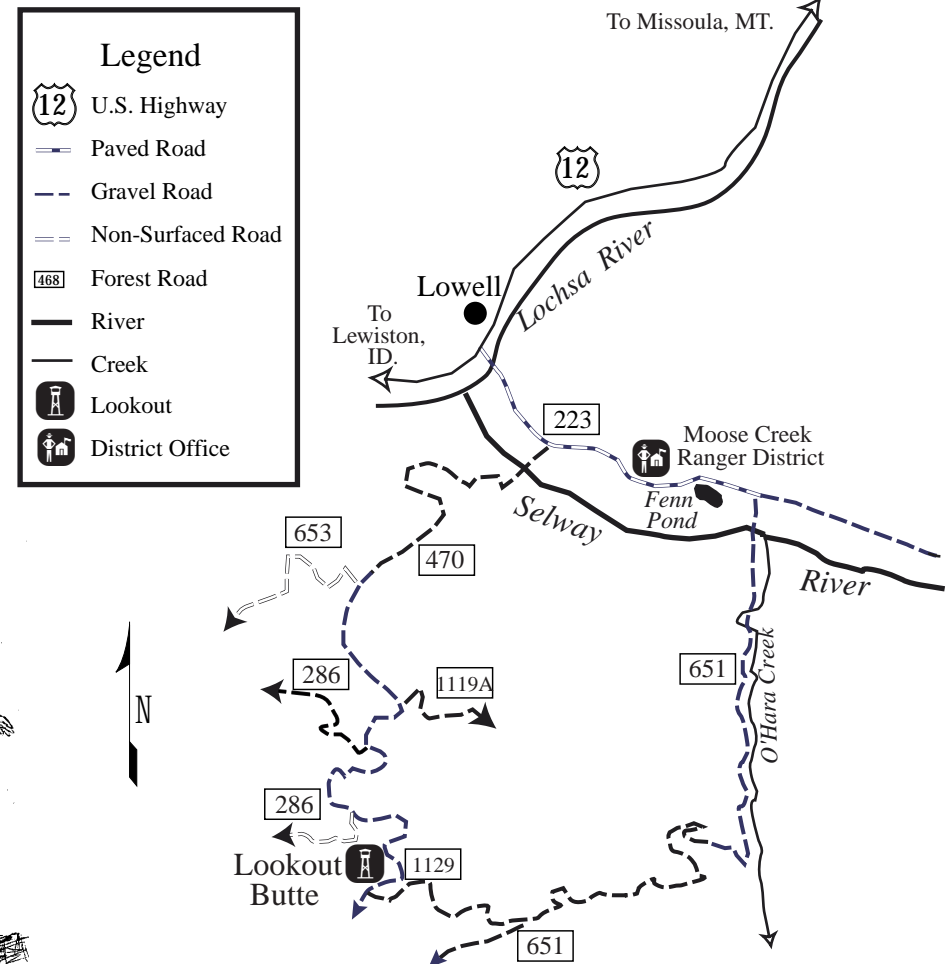 Legend
12 U.S. Highway
Paved Road
Gravel Road
Non-Surfaced Road
468 Forest Road
River
Creek
Lookout
District Office
To Missoula, MT.
12
Lochsa River
Lowell
To
Lewiston,
ID.
223
Moose Creek
Ranger District
Fenn
Pond
Selway
River
653
470
286
1119A
651
O'Hara Creek
N
286
Lookout
Butte
1129
651